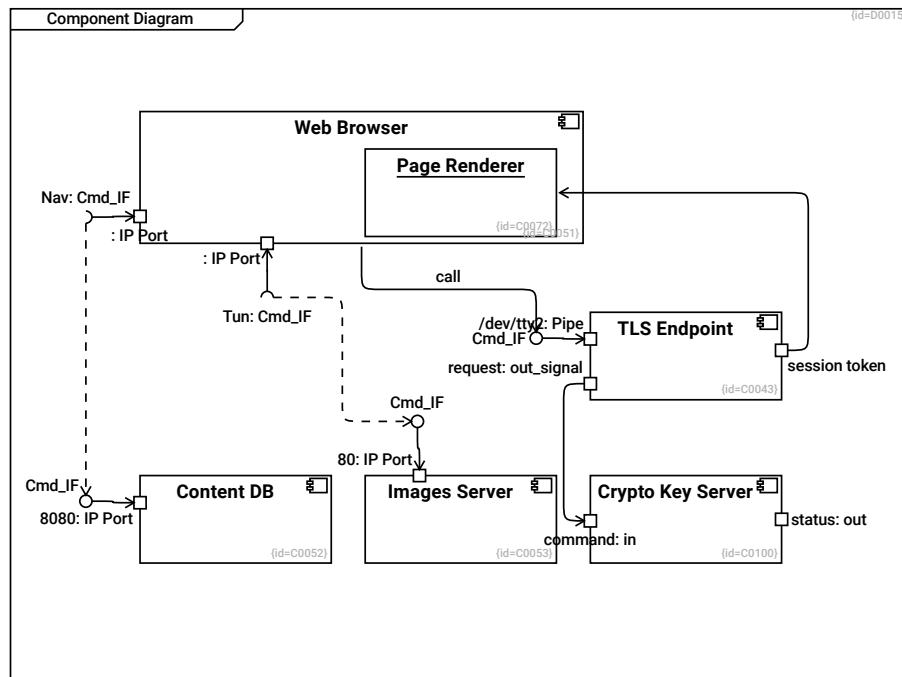 Component Diagram
{id=D0015
Web Browser
Page Renderer
{id=C0072}
{id=C0051}
Nav: Cmd_IF
: IP Port
: IP Port
Tun: Cmd_IF
call
/dev/tty2: Pipe
Cmd_IF
TLS Endpoint
{id=C0043}
request: out_signal
session token
Cmd_IF
80: IP Port
Cmd_IF
8080: IP Port
Content DB
{id=C0052}
Images Server
{id=C0053}
Crypto Key Server
{id=C0100}
command: in
status: out